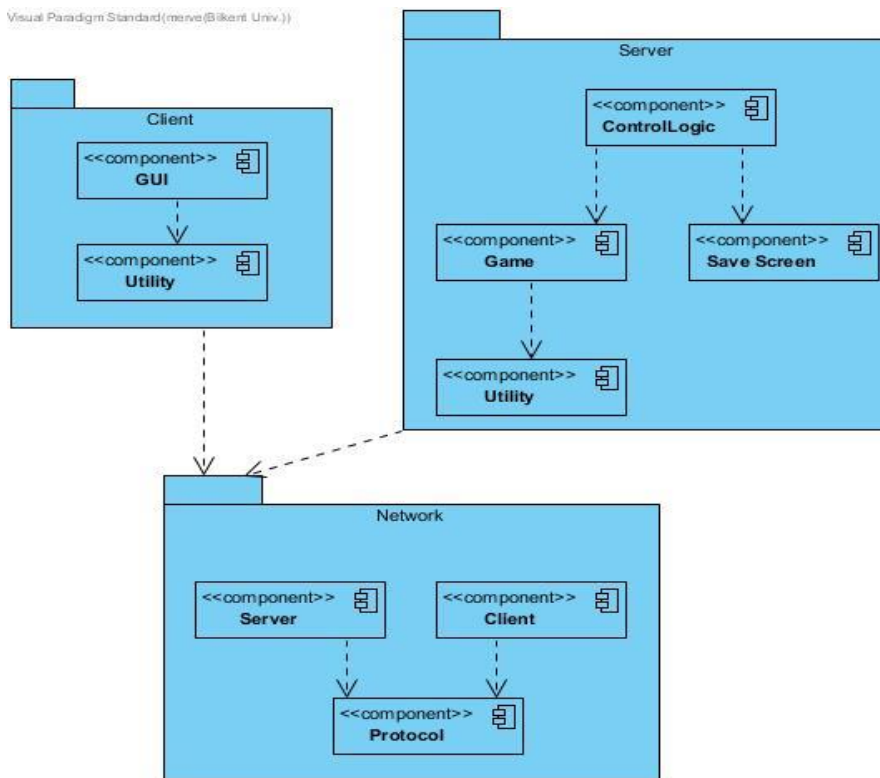 Visual Paradigm Standard(merve(Bilkent Univ.))
Client
<<component>>
GUI
<<component>>
Utility
Server
<<component>>
ControlLogic
<<component>>
Game
<<component>>
Save Screen
<<component>>
Utility
Network
<<component>>
Server
<<component>>
Client
<<component>>
Protocol